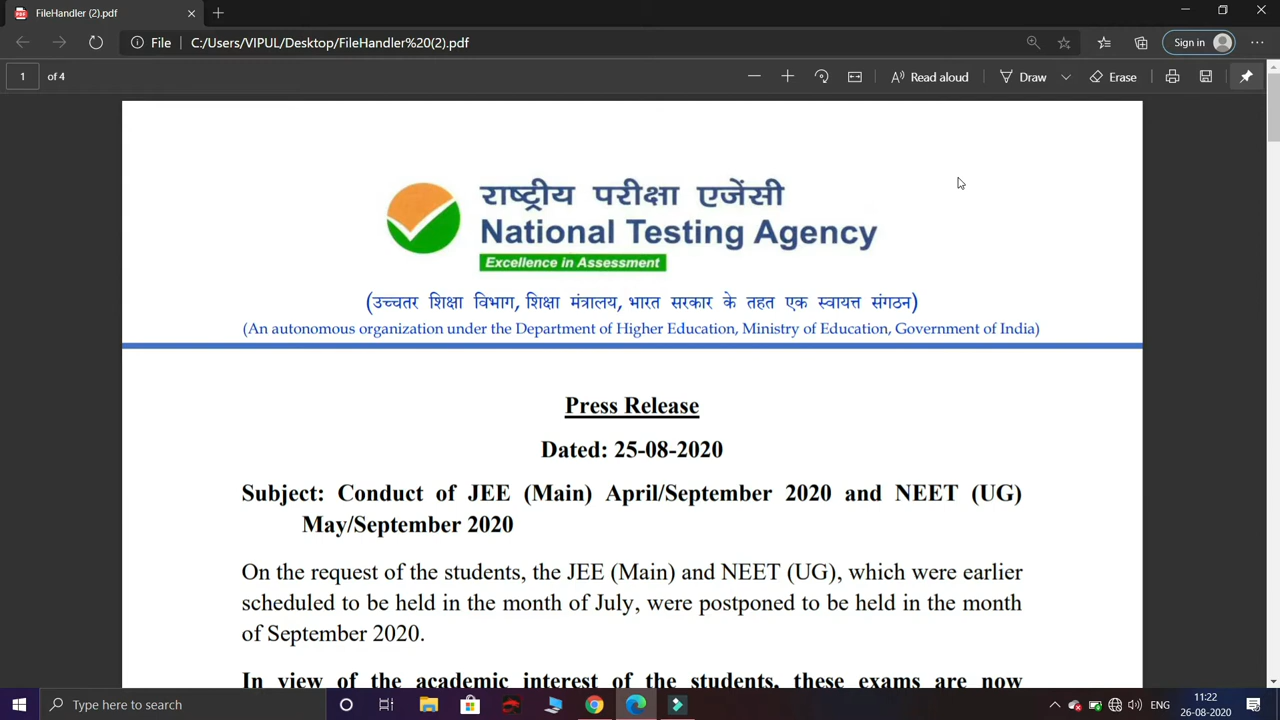 FileHandler (2).pdf
File C:/Users/VIPUL/Desktop/FileHandler%20(2).pdf
Sign in
1 of 4
Read aloud
Draw
Erase
राष्ट्रीय परीक्षा एजेंसी
National Testing Agency
Excellence in Assessment
(उच्चतर शिक्षा विभाग, शिक्षा मंत्रालय, भारत सरकार के तहत एक स्वायत्त संगठन)
(An autonomous organization under the Department of Higher Education, Ministry of Education, Government of India)
Press Release
Dated: 25-08-2020
Subject: Conduct of JEE (Main) April/September 2020 and NEET (UG)
May/September 2020
On the request of the students, the JEE (Main) and NEET (UG), which were earlier
scheduled to be held in the month of July, were postponed to be held in the month
of September 2020.
In view of the academic interest of the students, these exams are now
Type here to search
ENG
11:22
26-08-2020